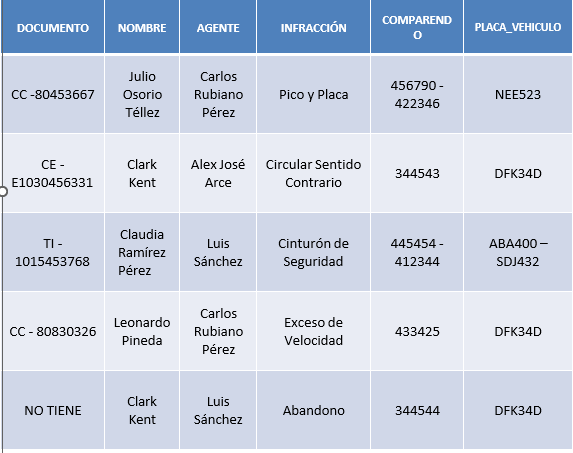 DOCUMENTO NOMBRE AGENTE INFRACCIÓN COMPARENDO PLACA_VEHICULO
CC -80453667
Julio
Osorio
Téllez
Carlos
Rubiano
Pérez
Pico y Placa
456790 -
422346
NEE523
CE -
E1030456331
Clark
Kent
Alex José
Arce
Circular Sentido
Contrario
344543
DFK34D
TI -
1015453768
Claudia
Ramírez
Pérez
Luis
Sánchez
Cinturón de
Seguridad
445454 -
412344
ABA400 –
SDJ432
CC - 80830326
Leonardo
Pineda
Carlos
Rubiano
Pérez
Exceso de
Velocidad
433425
DFK34D
NO TIENE
Clark
Kent
Luis
Sánchez
Abandono
344544
DFK34D